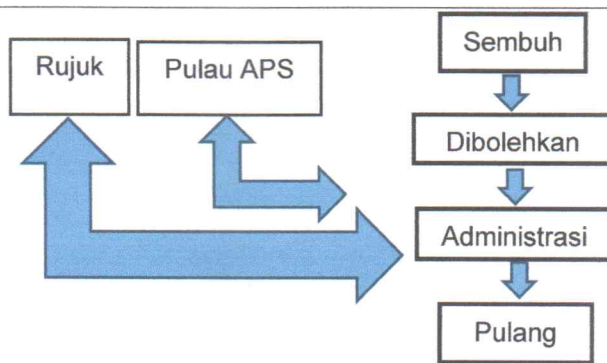 Rujuk
Pulau APS
Sembuh
Dibolehkan
Administrasi
Pulang